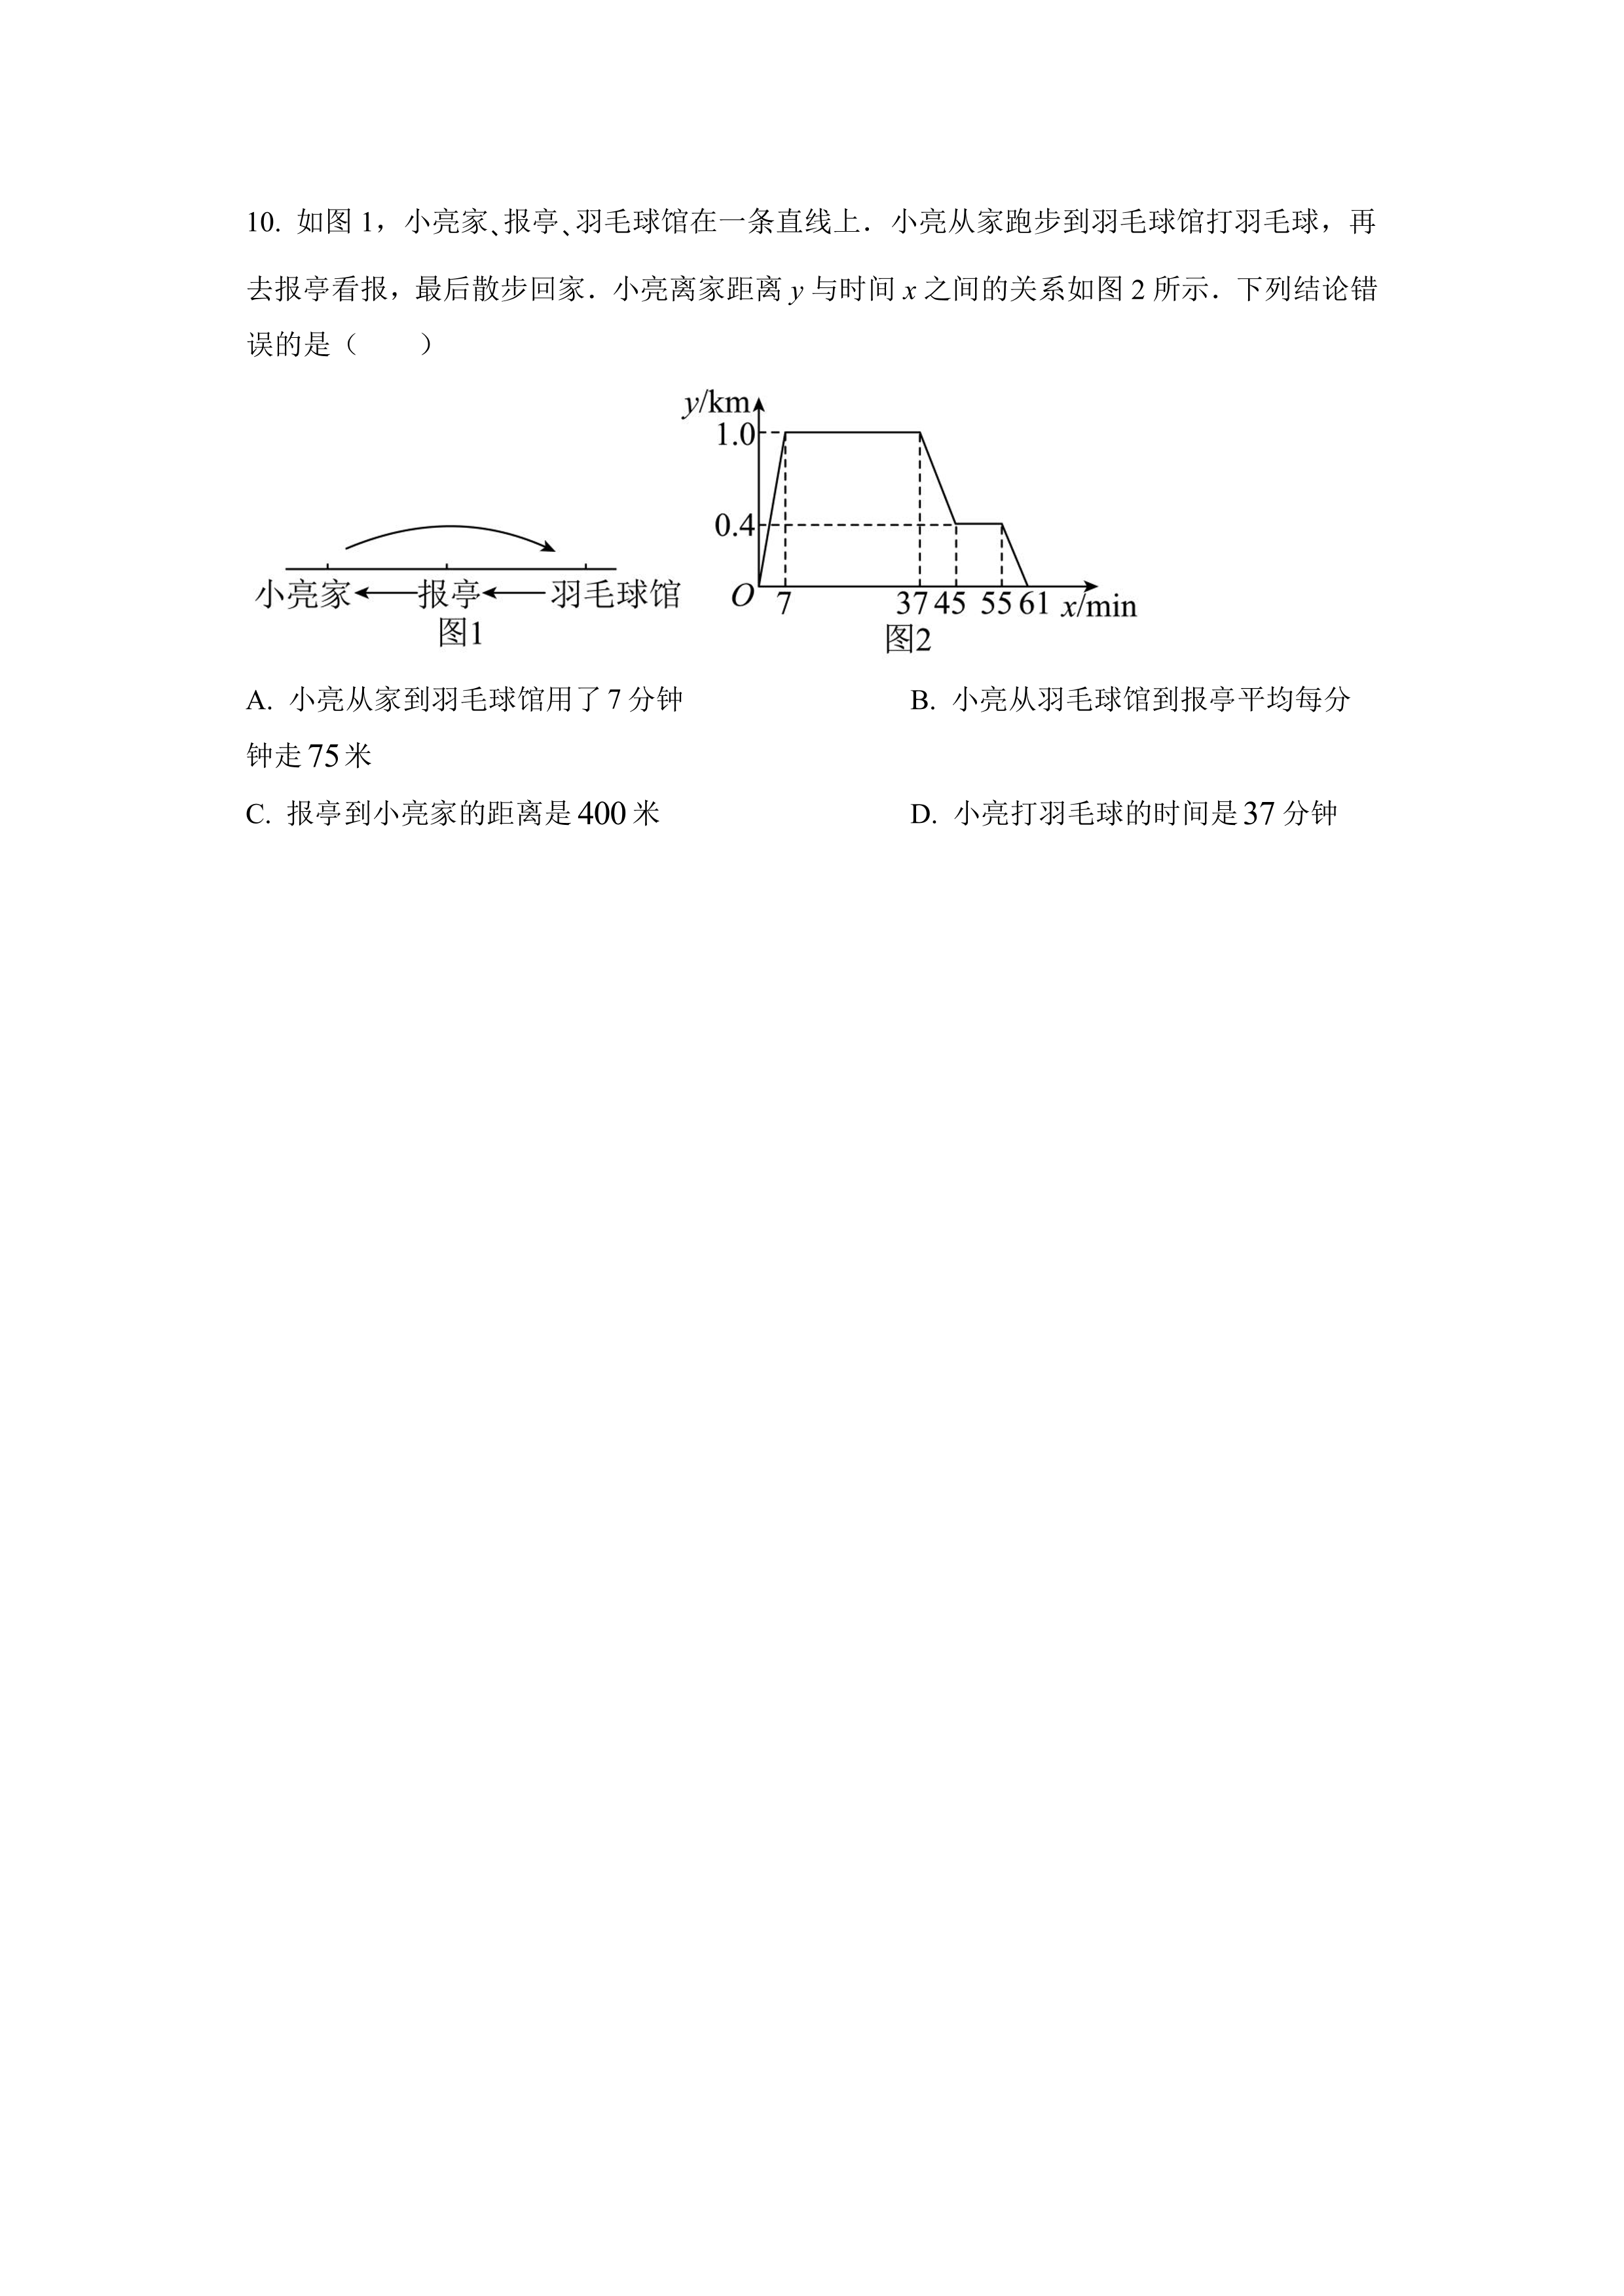 10. 如图 1，小亮家、报亭、羽毛球馆在一条直线上．小亮从家跑步到羽毛球馆打羽毛球，再
去报亭看报，最后散步回家．小亮离家距离 y 与时间 x 之间的关系如图 2 所示．下列结论错
误的是（　　）
小亮家 报亭 羽毛球馆
图1
y/km
1.0
0.4
O 7 37 45 55 61 x/min
图2
A. 小亮从家到羽毛球馆用了 7 分钟 B. 小亮从羽毛球馆到报亭平均每分
钟走 75 米
C. 报亭到小亮家的距离是 400 米 D. 小亮打羽毛球的时间是 37 分钟